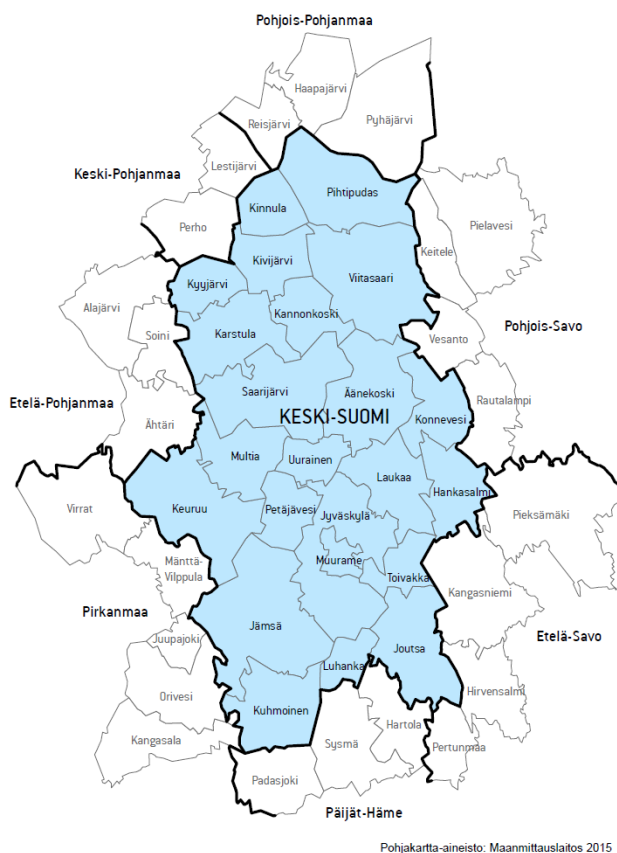 Pohjois-Pohjanmaa
Haapajärvi
Reisjärvi
Pyhäjärvi
Lestijärvi
Keski-Pohjanmaa
Pihtipudas
Kinnula
Perho
Pielavesi
Keitele
Kivijärvi
Viitasaari
Kyyjärvi
Alajärvi
Kannonkoski
Soini
Karstula
Pohjois-Savo
Vesanto
Saarijärvi
Äänekoski
Rautalampi
Etelä-Pohjanmaa
KESKI-SUOMI
Konnevesi
Ähtäri
Multia
Uurainen
Laukaa
Hankasalmi
Virrat
Keuruu
Petäjävesi
Jyväskylä
Pieksämäki
Mänttä-
Vilppula
Muurame
Toivakka
Kangasniemi
Pirkanmaa
Jämsä
Juupajoki
Joutsa
Etelä-Savo
Luhanka
Orivesi
Hirvensalmi
Kuhmoinen
Hartola
Kangasala
Sysmä
Pertunmaa
Padasjoki
Päijät-Häme
Pohjakartta-aineisto: Maanmittauslaitos 2015